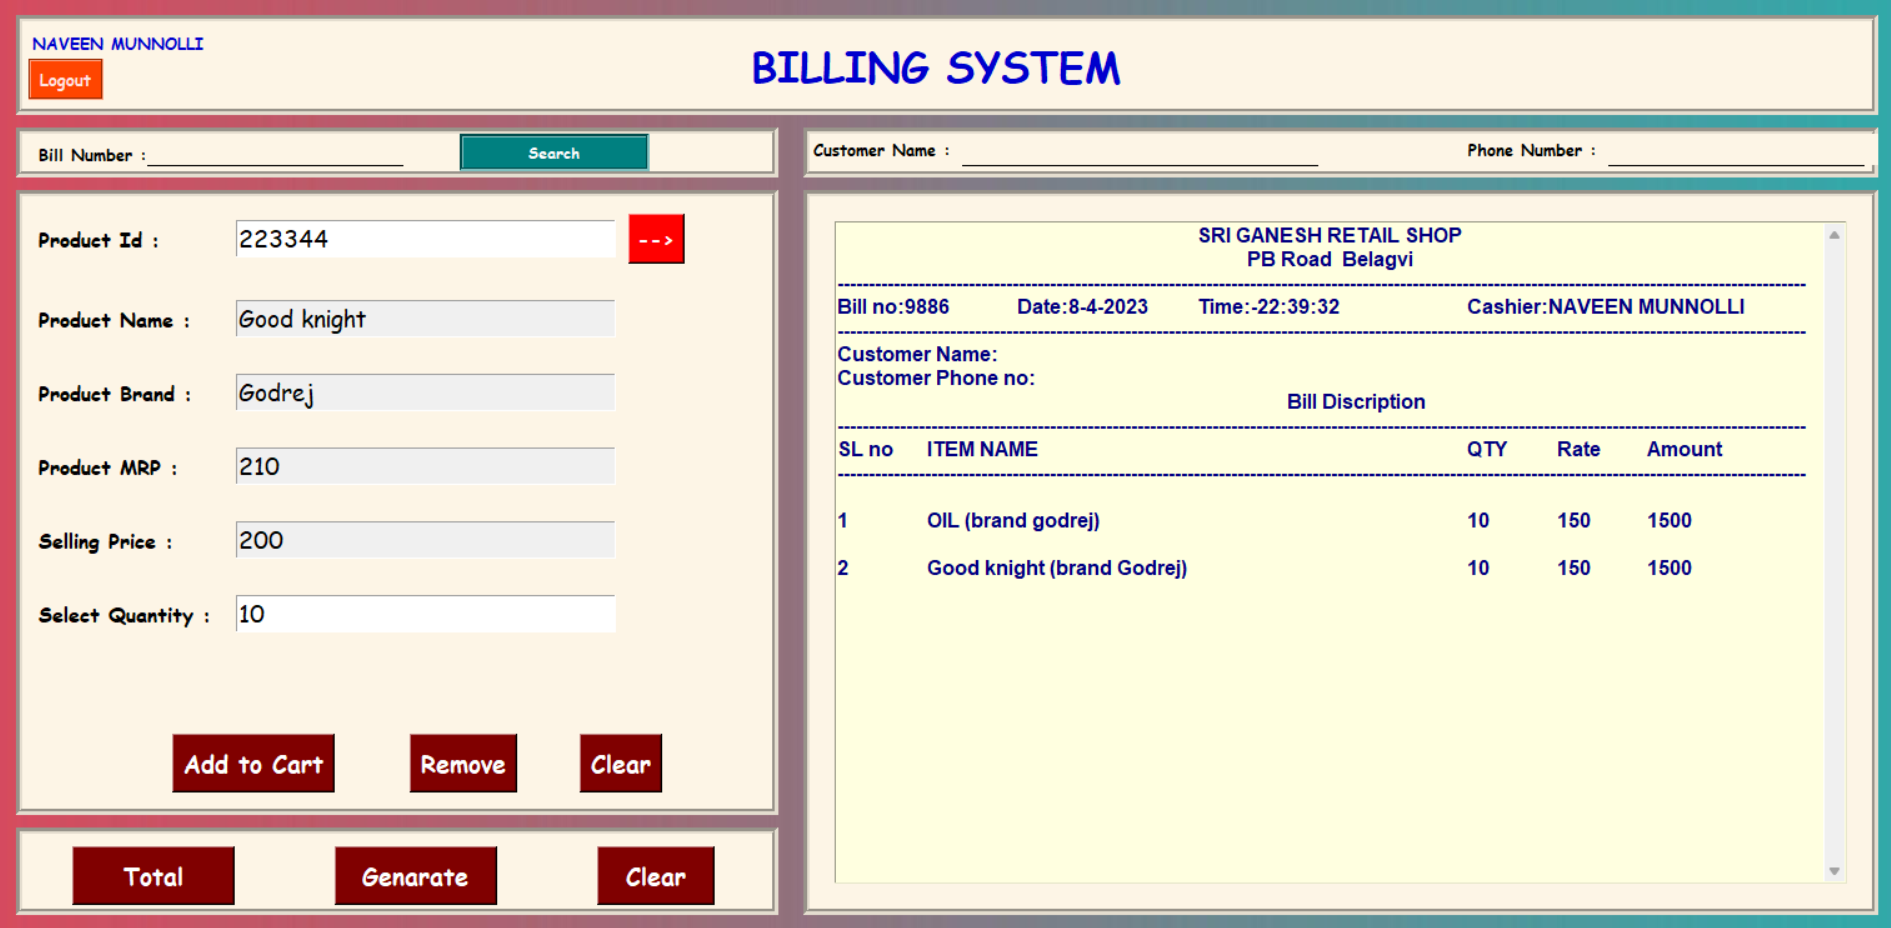 NAVEEN MUNNOLLI
Logout
BILLING SYSTEM
Bill Number :
Search
Customer Name :
Phone Number :
Product Id :
223344
-->
Product Name :
Good knight
Product Brand :
Godrej
Product MRP :
210
Selling Price :
200
Select Quantity :
10
Add to Cart
Remove
Clear
Total
Genarate
Clear
SRI GANESH RETAIL SHOP
PB Road Belagvi
Bill no:9886 Date:8-4-2023 Time:-22:39:32 Cashier:NAVEEN MUNNOLLI
Customer Name:
Customer Phone no:
Bill Discription
SL no ITEM NAME QTY Rate Amount
1 OIL (brand godrej) 10 150 1500
2 Good knight (brand Godrej) 10 150 1500